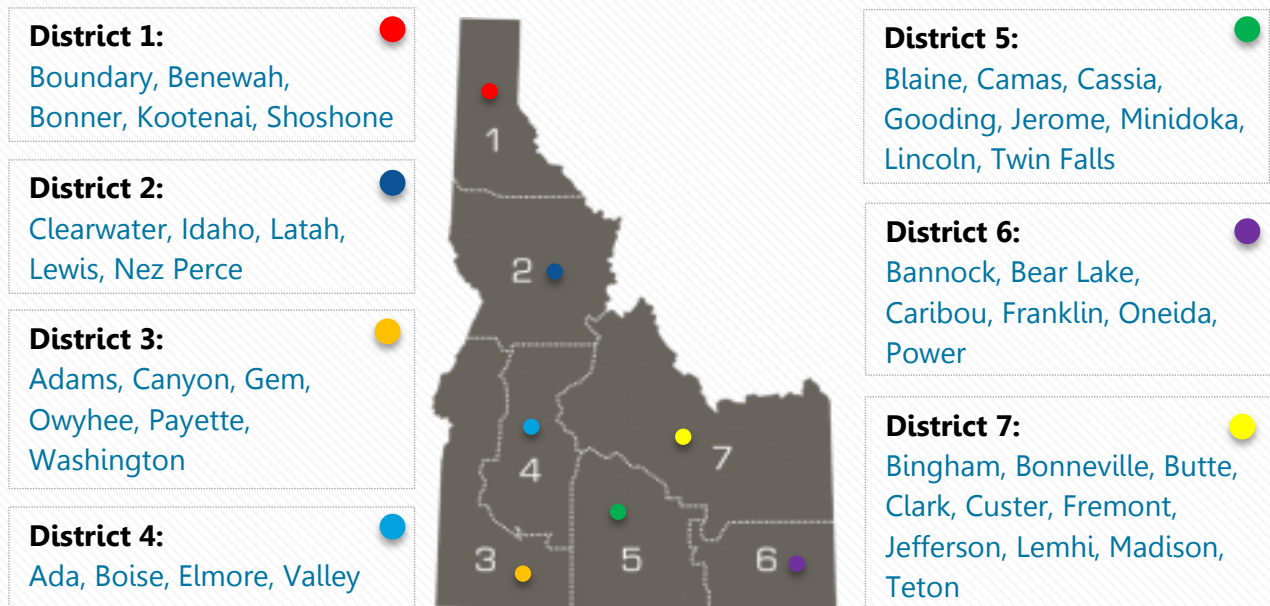 District 1:
Boundary, Benewah,
Bonner, Kootenai, Shoshone
District 2:
Clearwater, Idaho, Latah,
Lewis, Nez Perce
District 3:
Adams, Canyon, Gem,
Owyhee, Payette,
Washington
District 4:
Ada, Boise, Elmore, Valley
1
2
3
4
5
6
7
District 5:
Blaine, Camas, Cassia,
Gooding, Jerome, Minidoka,
Lincoln, Twin Falls
District 6:
Bannock, Bear Lake,
Caribou, Franklin, Oneida,
Power
District 7:
Bingham, Bonneville, Butte,
Clark, Custer, Fremont,
Jefferson, Lemhi, Madison,
Teton